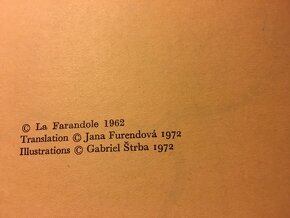 © La Farandole 1962
Translation © Jana Furendová 1972
Illustrations © Gabriel Štrba 1972